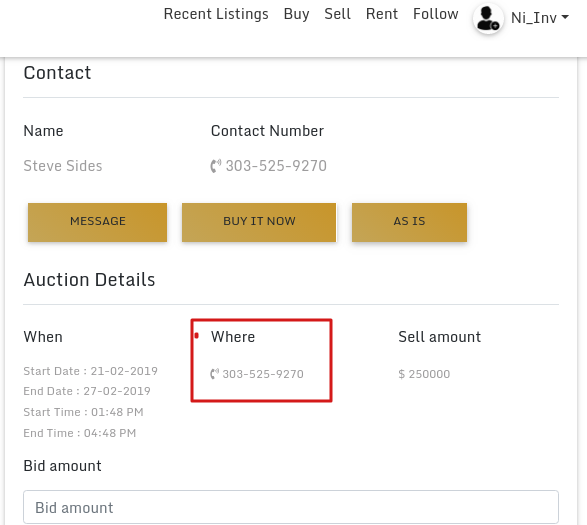 Recent Listings Buy Sell Rent Follow Ni_Inv
Contact
Name Contact Number
Steve Sides 303-525-9270
MESSAGE BUY IT NOW AS IS
Auction Details
When Where Sell amount
Start Date : 21-02-2019 303-525-9270 $ 250000
End Date : 27-02-2019
Start Time : 01:48 PM
End Time : 04:48 PM
Bid amount
Bid amount